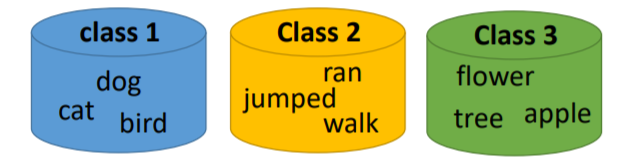 class 1
dog
cat
bird
Class 2
ran
jumped
walk
Class 3
flower
tree apple